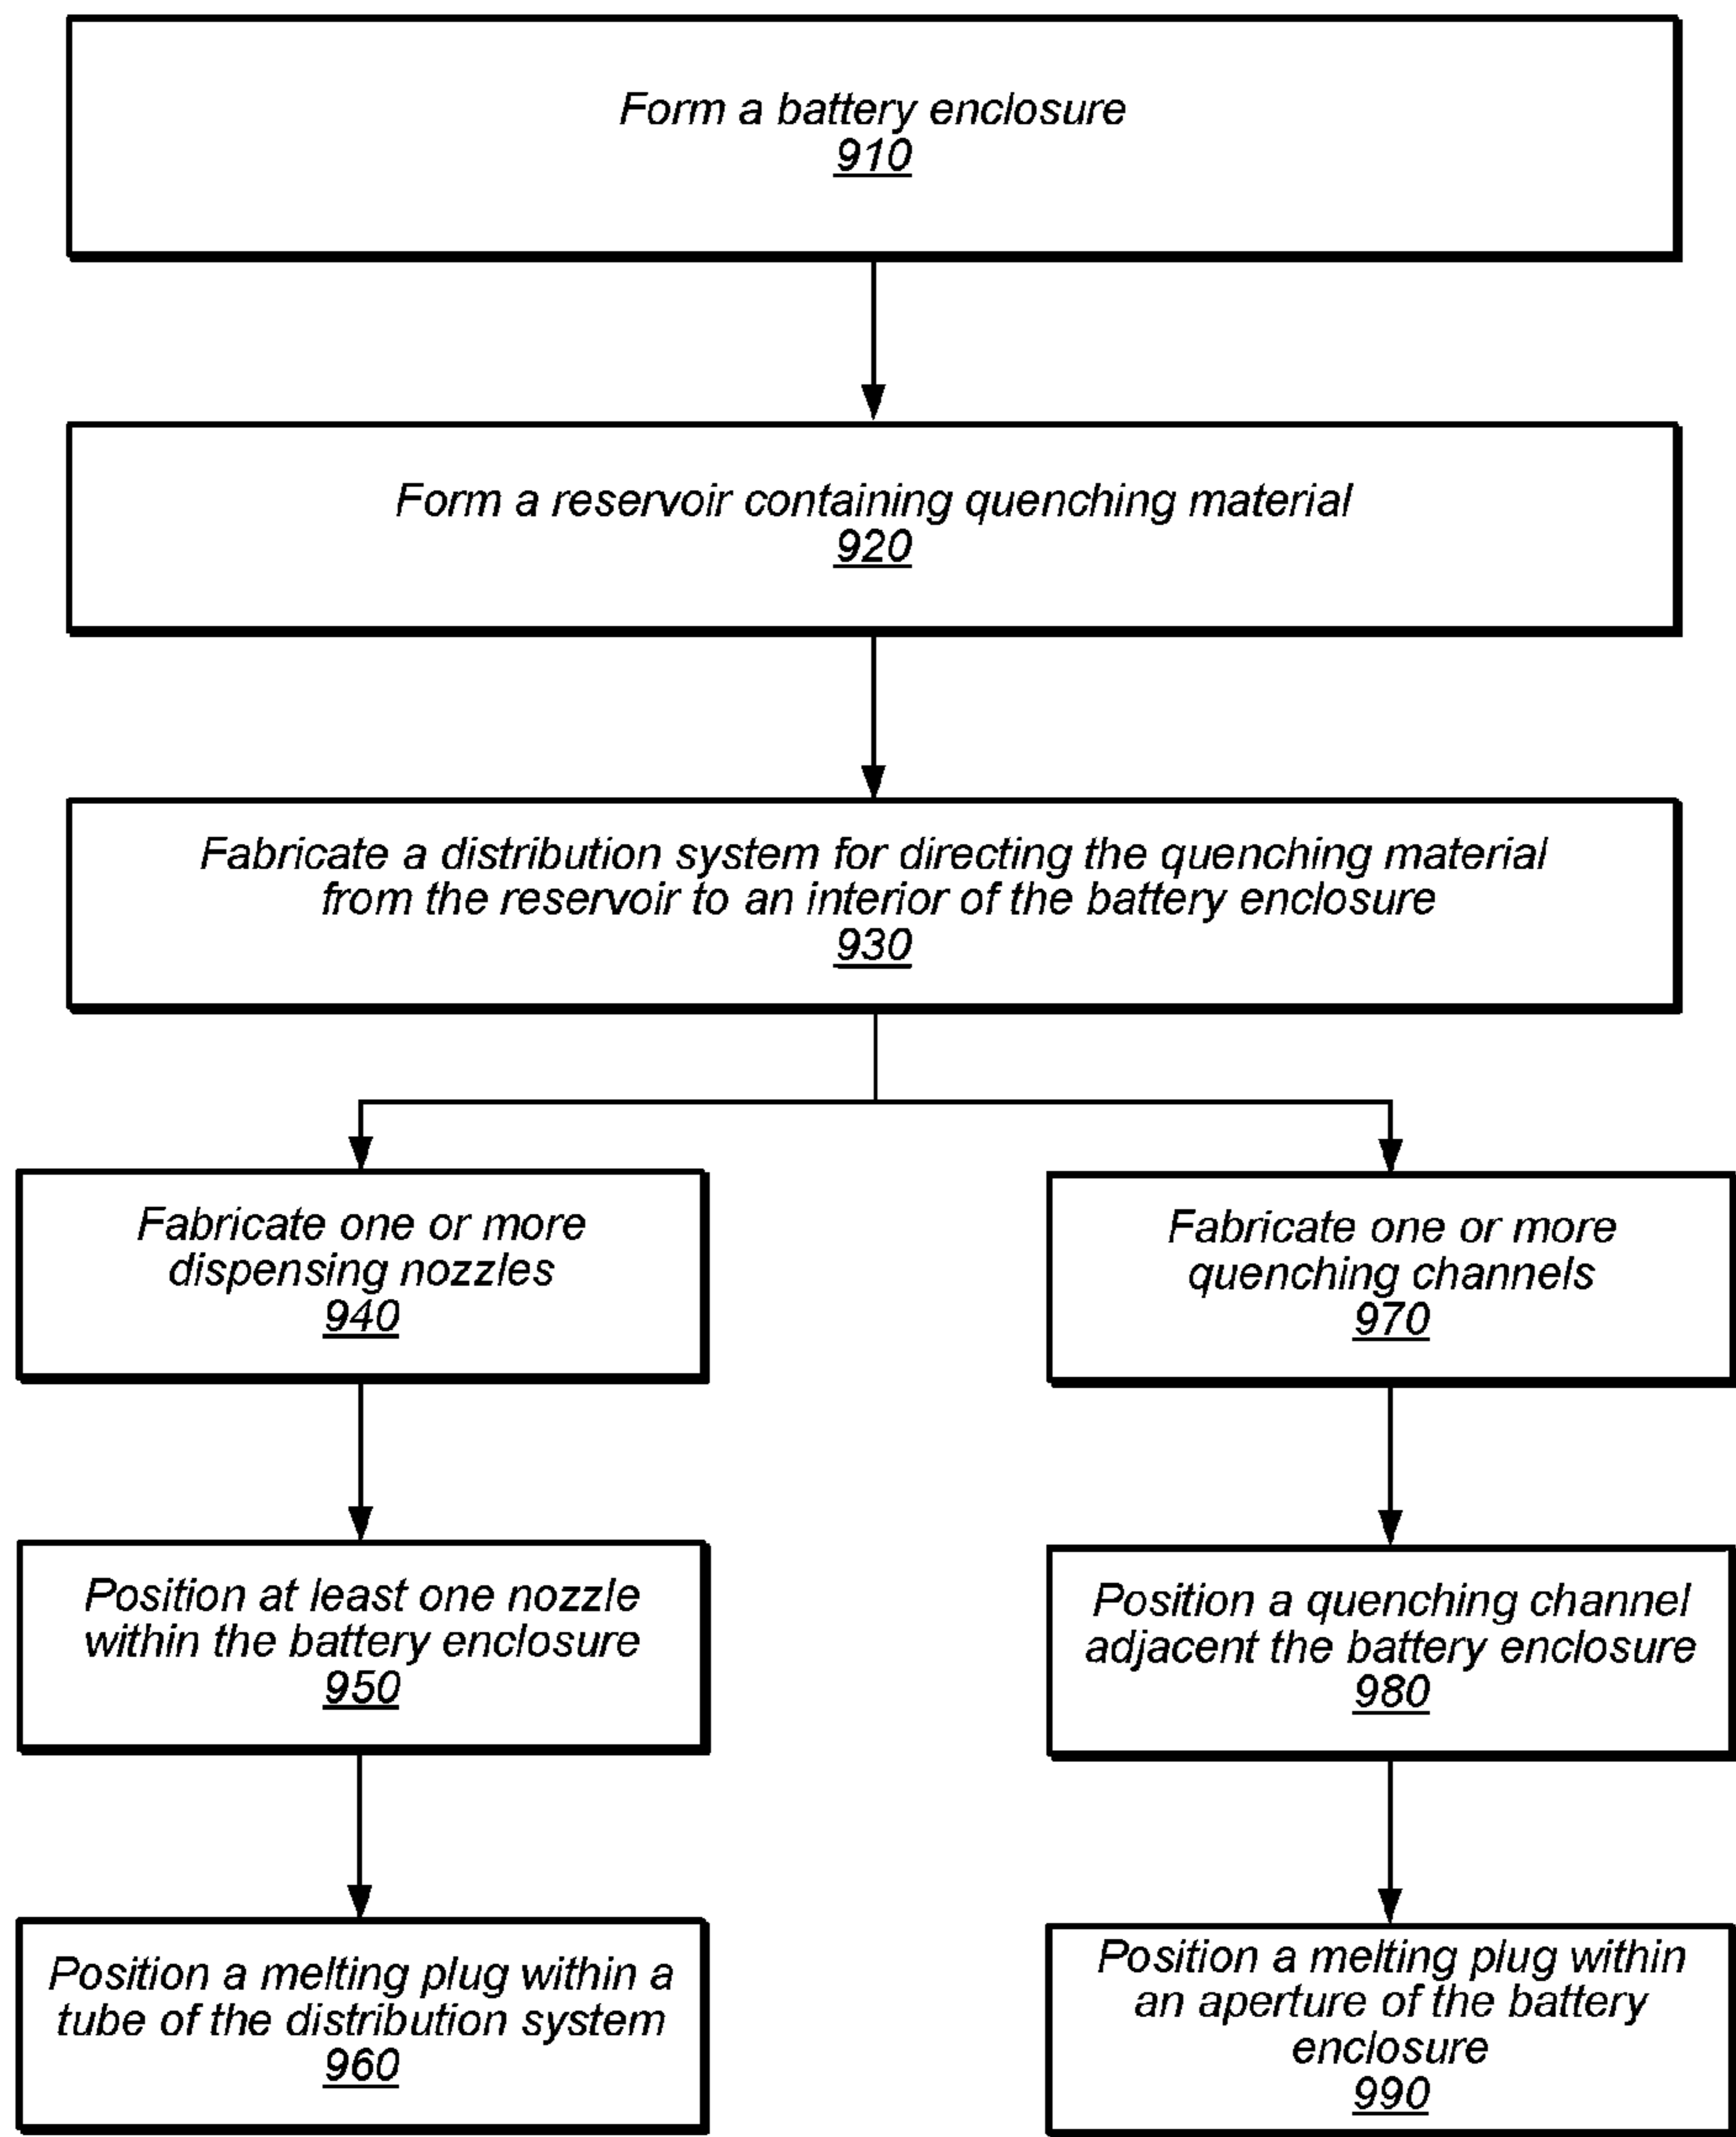 Form a battery enclosure
910
Form a reservoir containing quenching material
920
Fabricate a distribution system for directing the quenching material
from the reservoir to an interior of the battery enclosure
930
Fabricate one or more
dispensing nozzles
940
Position at least one nozzle
within the battery enclosure
950
Position a melting plug within a
tube of the distribution system
960
Fabricate one or more
quenching channels
970
Position a quenching channel
adjacent the battery enclosure
980
Position a melting plug within
an aperture of the battery
enclosure
990